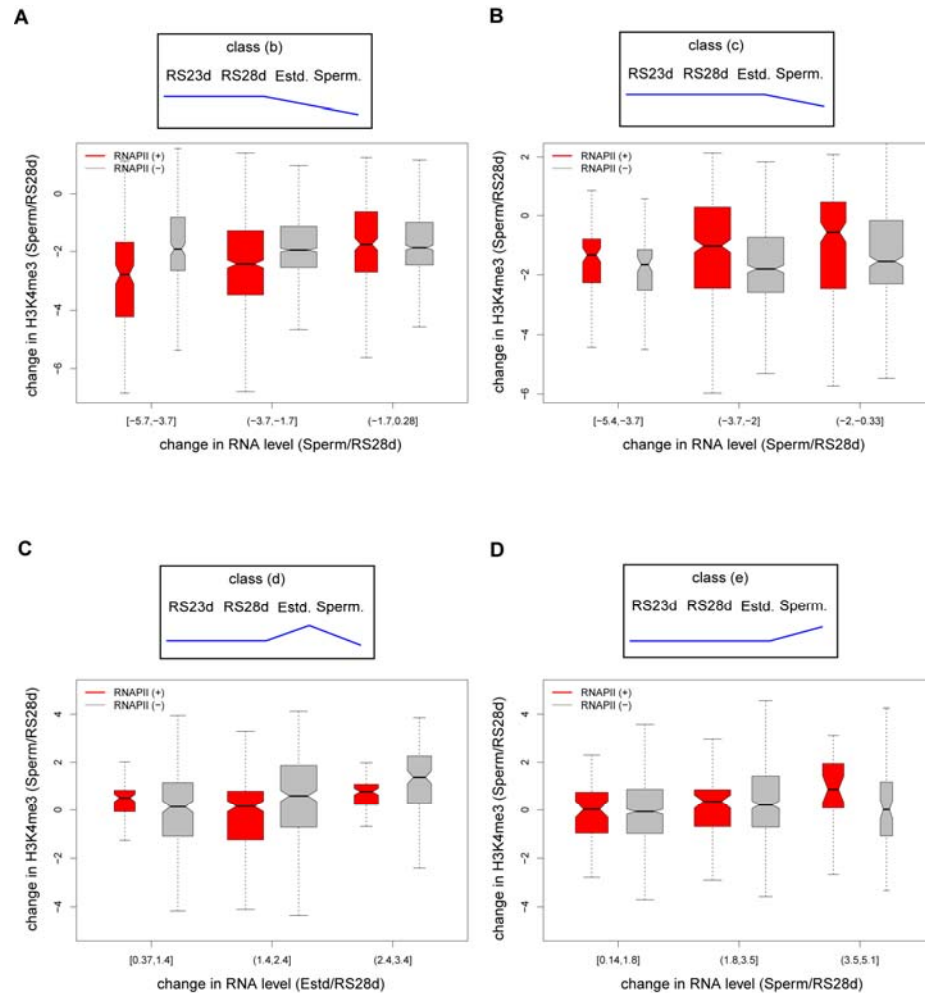 A
class (b)
RS23d RS28d Estd. Sperm.
RNAPII (+)
RNAPII (−)
change in H3K4me3 (Sperm/RS28d)
0
−2
−4
−6
[−5.7,−3.7]
(−3.7,−1.7]
(−1.7,0.28]
change in RNA level (Sperm/RS28d)
B
class (c)
RS23d RS28d Estd. Sperm.
RNAPII (+)
RNAPII (−)
change in H3K4me3 (Sperm/RS28d)
2
0
−2
−4
−6
[−5.4,−3.7]
(−3.7,−2]
(−2,−0.33]
change in RNA level (Sperm/RS28d)
C
class (d)
RS23d RS28d Estd. Sperm.
RNAPII (+)
RNAPII (−)
change in H3K4me3 (Sperm/RS28d)
4
2
0
−2
−4
[0.37,1.4]
(1.4,2.4]
(2.4,3.4]
change in RNA level (Estd/RS28d)
D
class (e)
RS23d RS28d Estd. Sperm.
RNAPII (+)
RNAPII (−)
change in H3K4me3 (Sperm/RS28d)
4
2
0
−2
−4
[0.14,1.8]
(1.8,3.5]
(3.5,5.1]
change in RNA level (Sperm/RS28d)